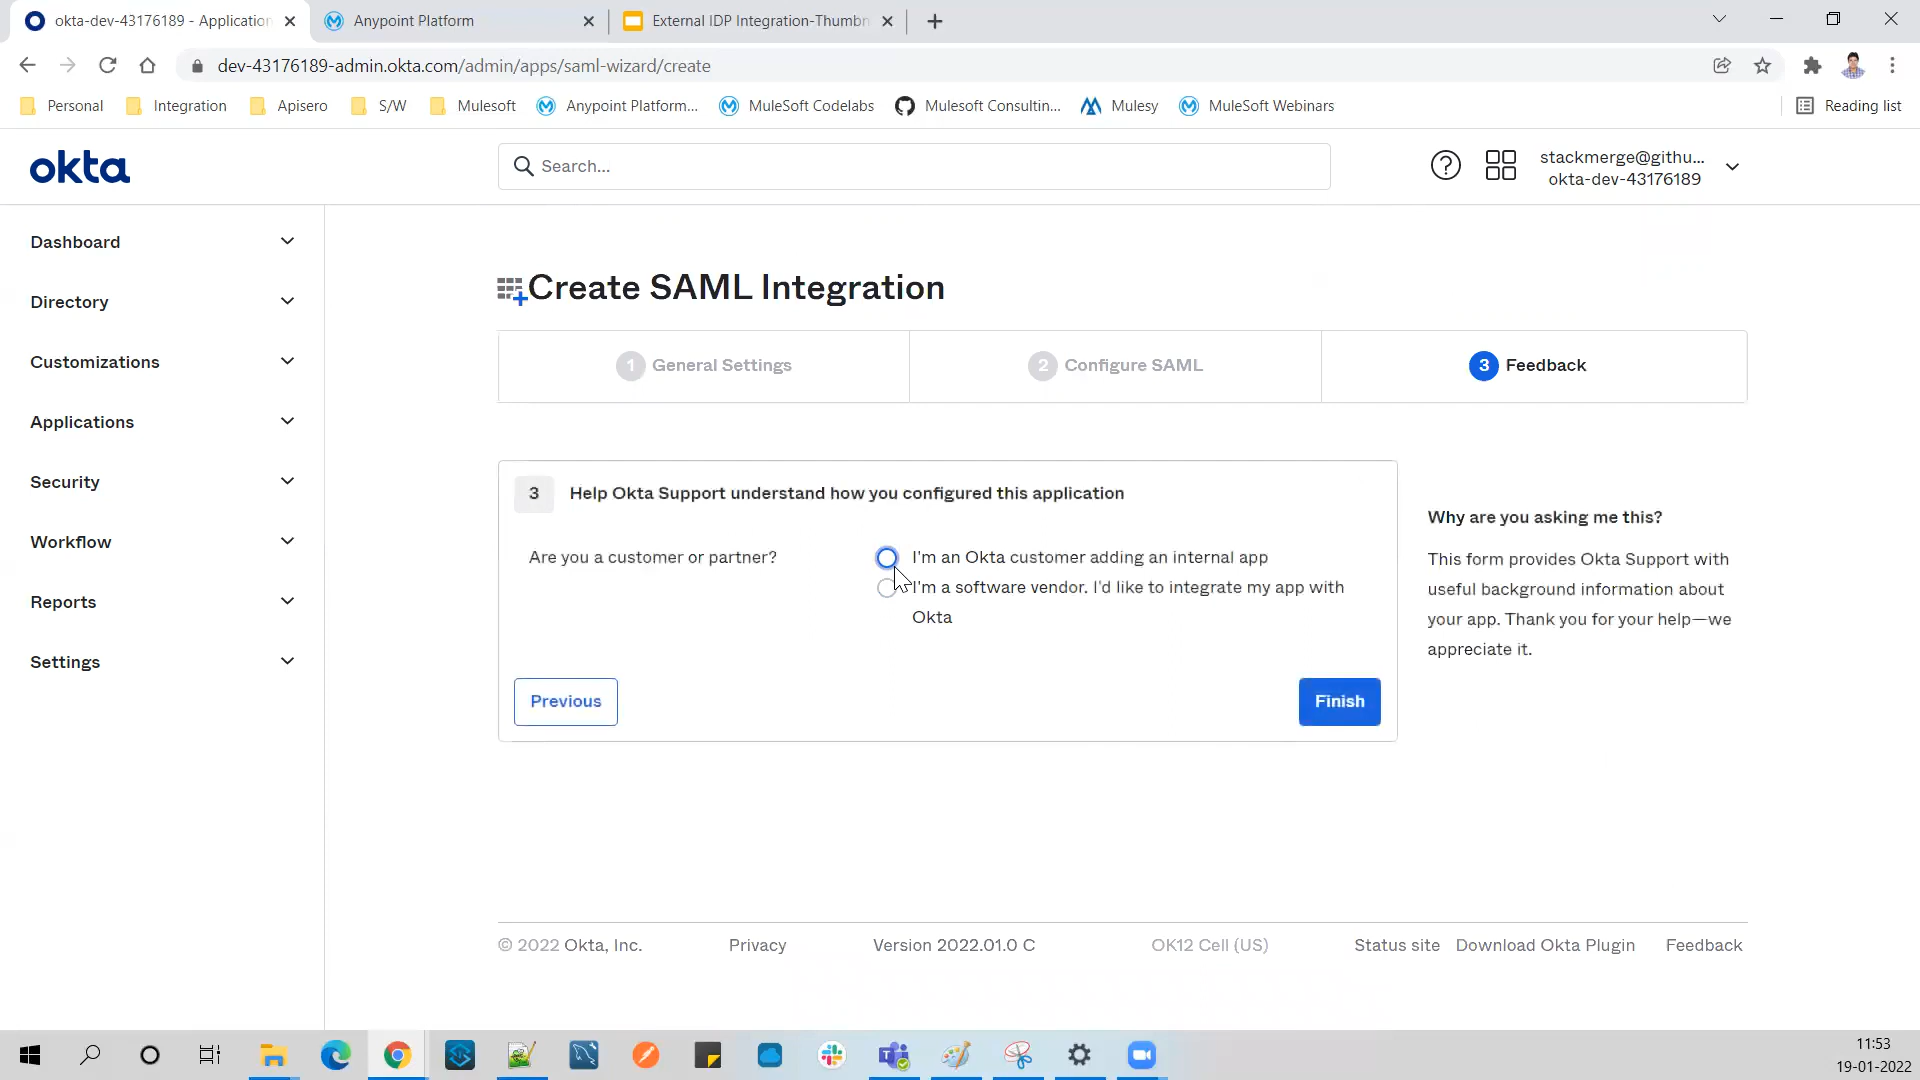 okta-dev-43176189 - Application
Anypoint Platform
External IDP Integration-Thumbn
dev-43176189-admin.okta.com/admin/apps/saml-wizard/create
Personal
Integration
Apisero
S/W
Mulesoft
Anypoint Platform...
MuleSoft Codelabs
Mulesoft Consultin...
Mulesy
MuleSoft Webinars
Reading list
okta
Search...
stackmerge@githu...
okta-dev-43176189
Dashboard
Directory
Customizations
Applications
Security
Workflow
Reports
Settings
Create SAML Integration
1 General Settings
2 Configure SAML
3 Feedback
3 Help Okta Support understand how you configured this application
Are you a customer or partner?
I'm an Okta customer adding an internal app
I'm a software vendor. I'd like to integrate my app with
Okta
Previous
Finish
Why are you asking me this?
This form provides Okta Support with
useful background information about
your app. Thank you for your help—we
appreciate it.
© 2022 Okta, Inc.
Privacy
Version 2022.01.0 C
OK12 Cell (US)
Status site
Download Okta Plugin
Feedback
11:53
19-01-2022